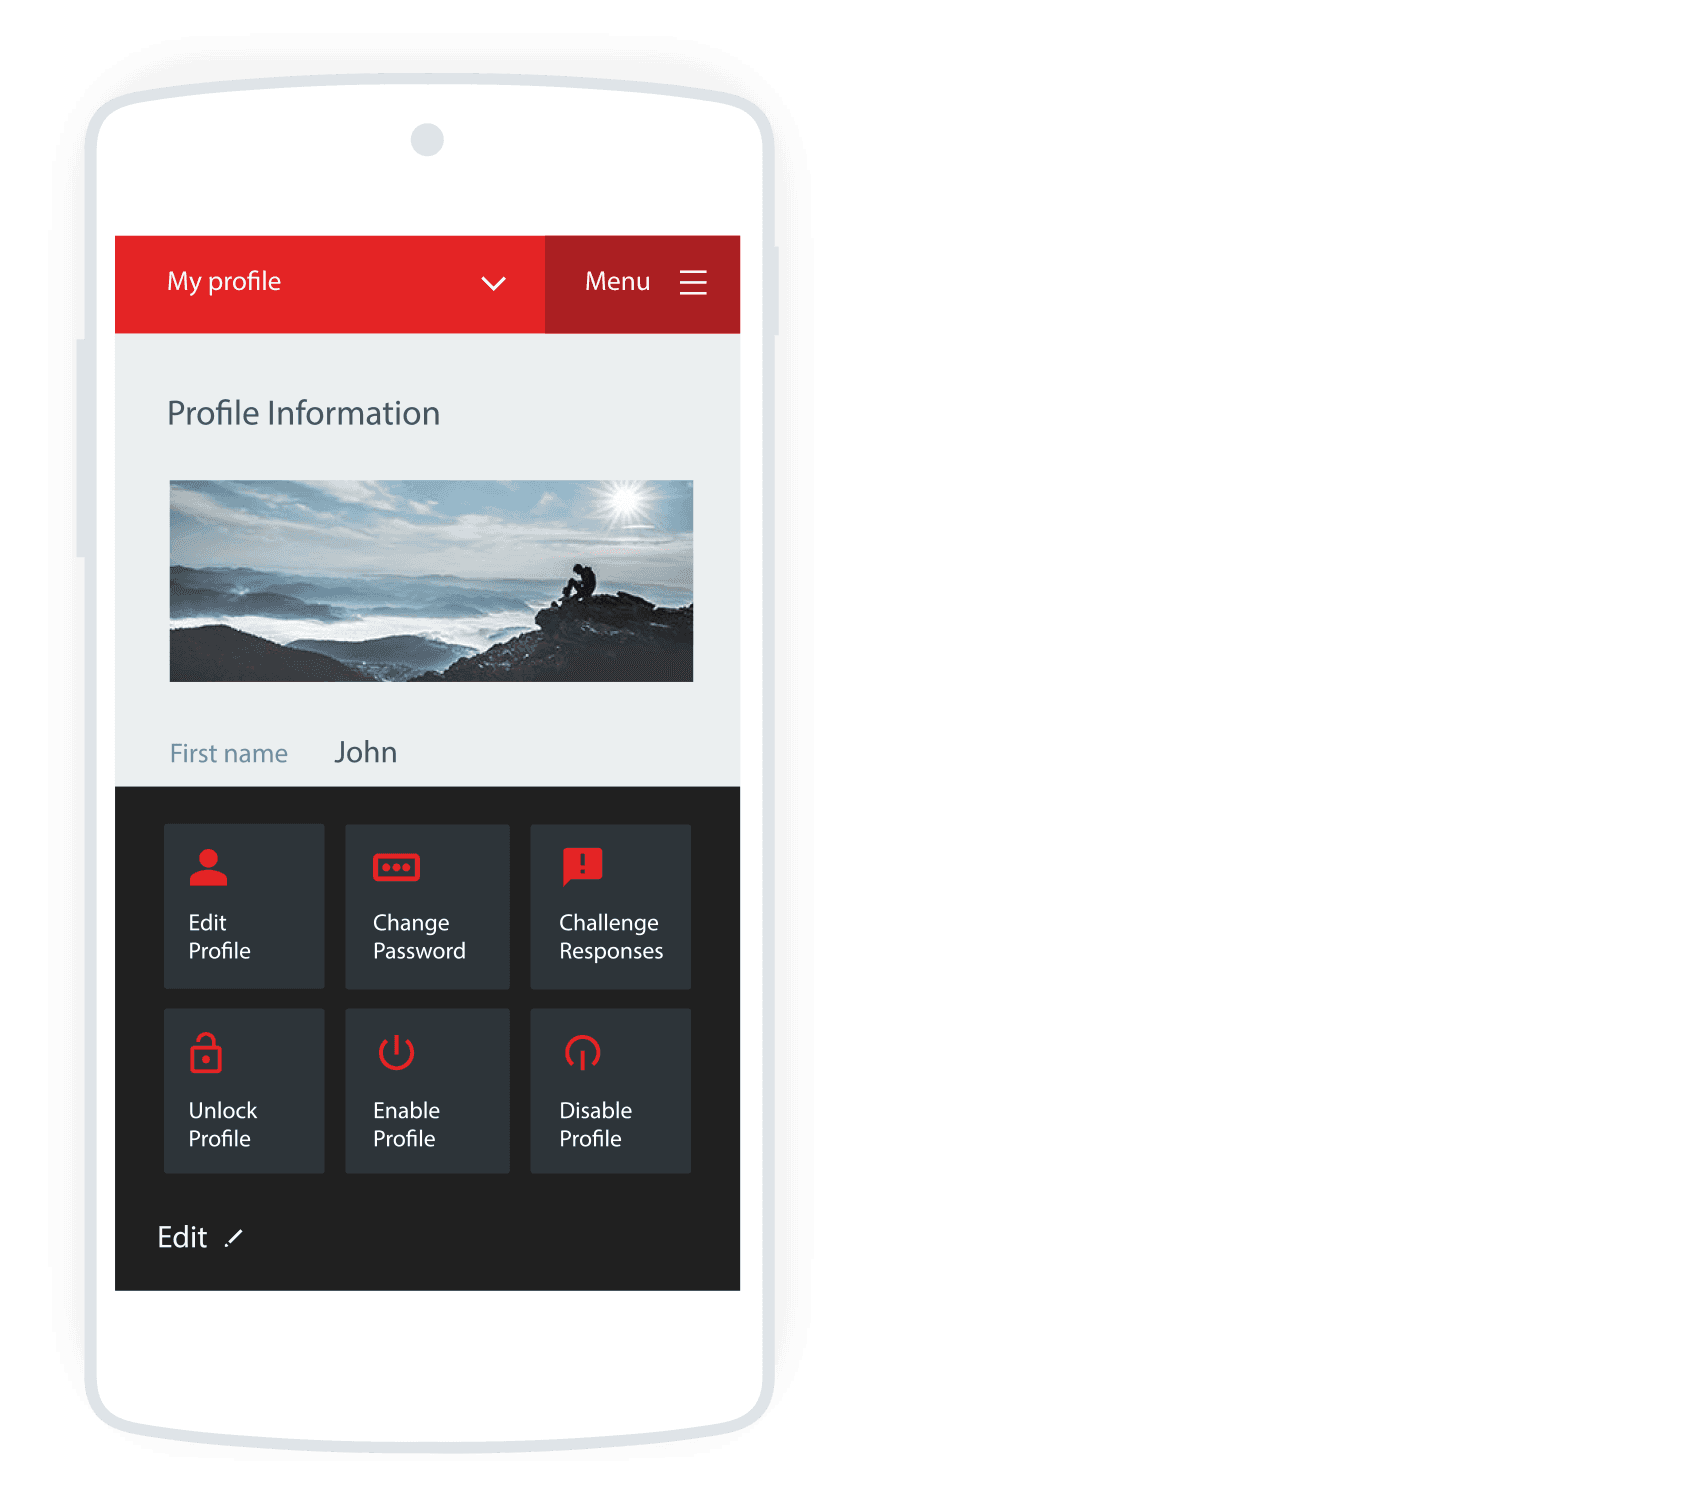 My profile
Menu
Profile Information
First name John
Edit
Profile
Change
Password
Challenge
Responses
Unlock
Profile
Enable
Profile
Disable
Profile
Edit